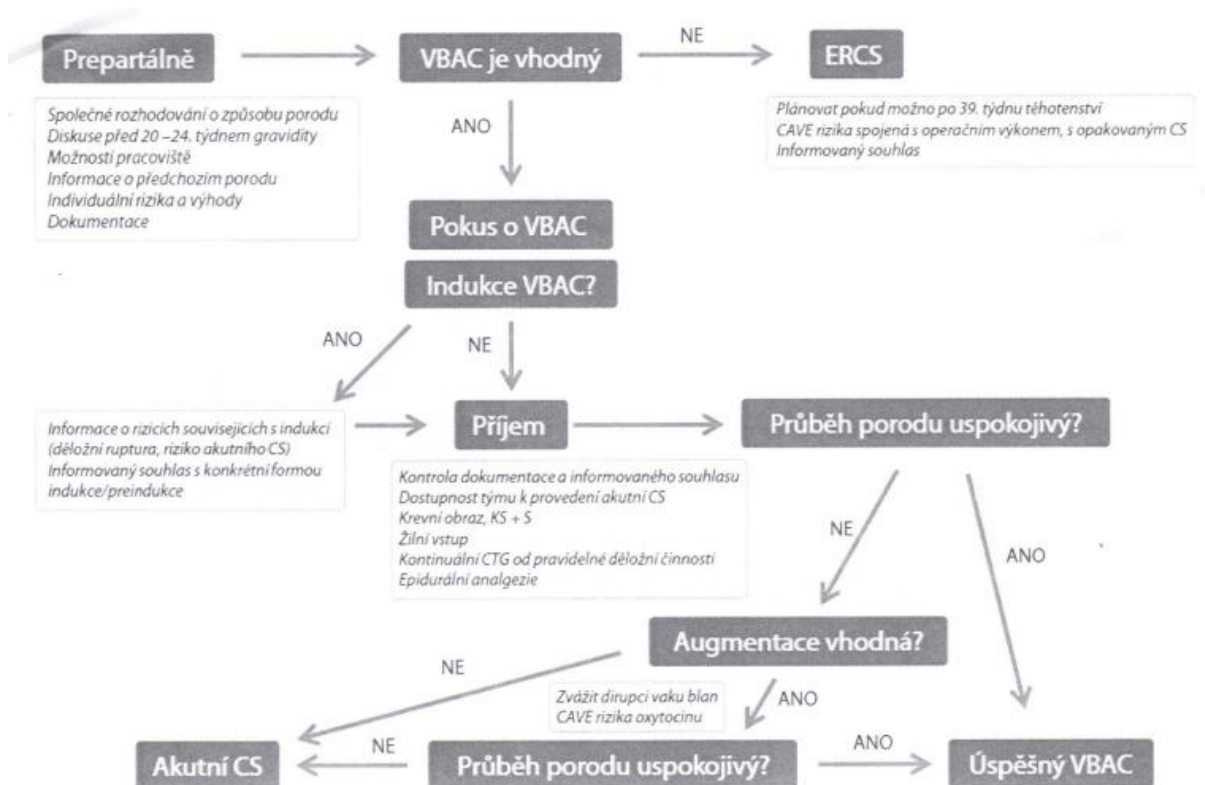 Prepartálně
VBAC je vhodný
NE
ERCS
Společné rozhodování o způsobu porodu
Diskuse před 20 –24. týdnem gravidity
Možnosti pracoviště
Informace o předchozím porodu
Individuální rizika a výhody
Dokumentace
ANO
Plánovat pokud možno po 39. týdnu těhotenství
CAVE rizika spojená s operačním výkonem, s opakovaným CS
Informovaný souhlas
Pokus o VBAC
Indukce VBAC?
ANO
NE
Informace o rizicích souvisejících s indukcí
(děložní ruptura, riziko akutního CS)
Informovaný souhlas s konkrétní formou
indukce/preindukce
Příjem
Průběh porodu uspokojivý?
Kontrola dokumentace a informovaného souhlasu
Dostupnost týmu k provedení akutní CS
Krevní obraz, KS + S
Žilní vstup
Kontinuální CTG od pravidelné děložní činnosti
Epidurální analgezie
NE
ANO
Augmentace vhodná?
NE
Zvážit dirupci vaku blan
CAVE rizika oxytocinu
ANO
Akutní CS
NE
Průběh porodu uspokojivý?
ANO
Úspěšný VBAC